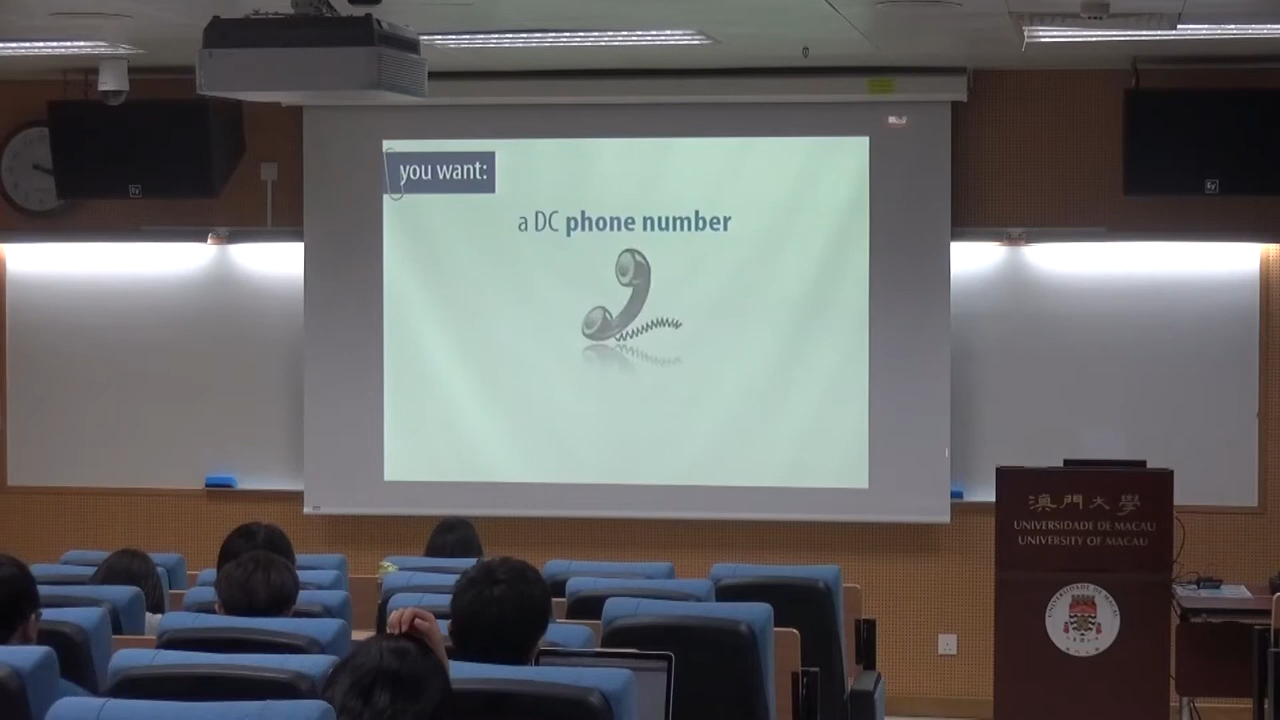 you want:
a DC phone number
澳門大學
UNIVERSIDADE DE MACAU
UNIVERSITY OF MACAU